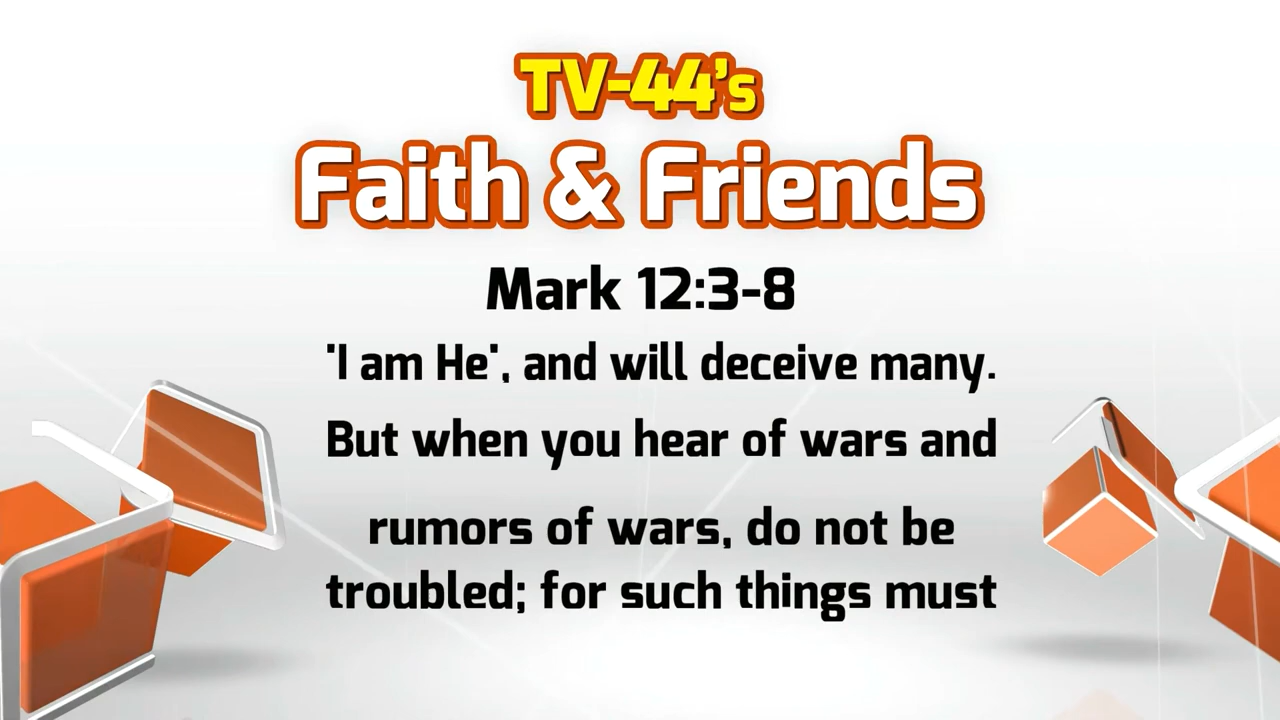 TV-44's
Faith & Friends
Mark 12:3-8
'I am He', and will deceive many.
But when you hear of wars and
rumors of wars, do not be
troubled; for such things must